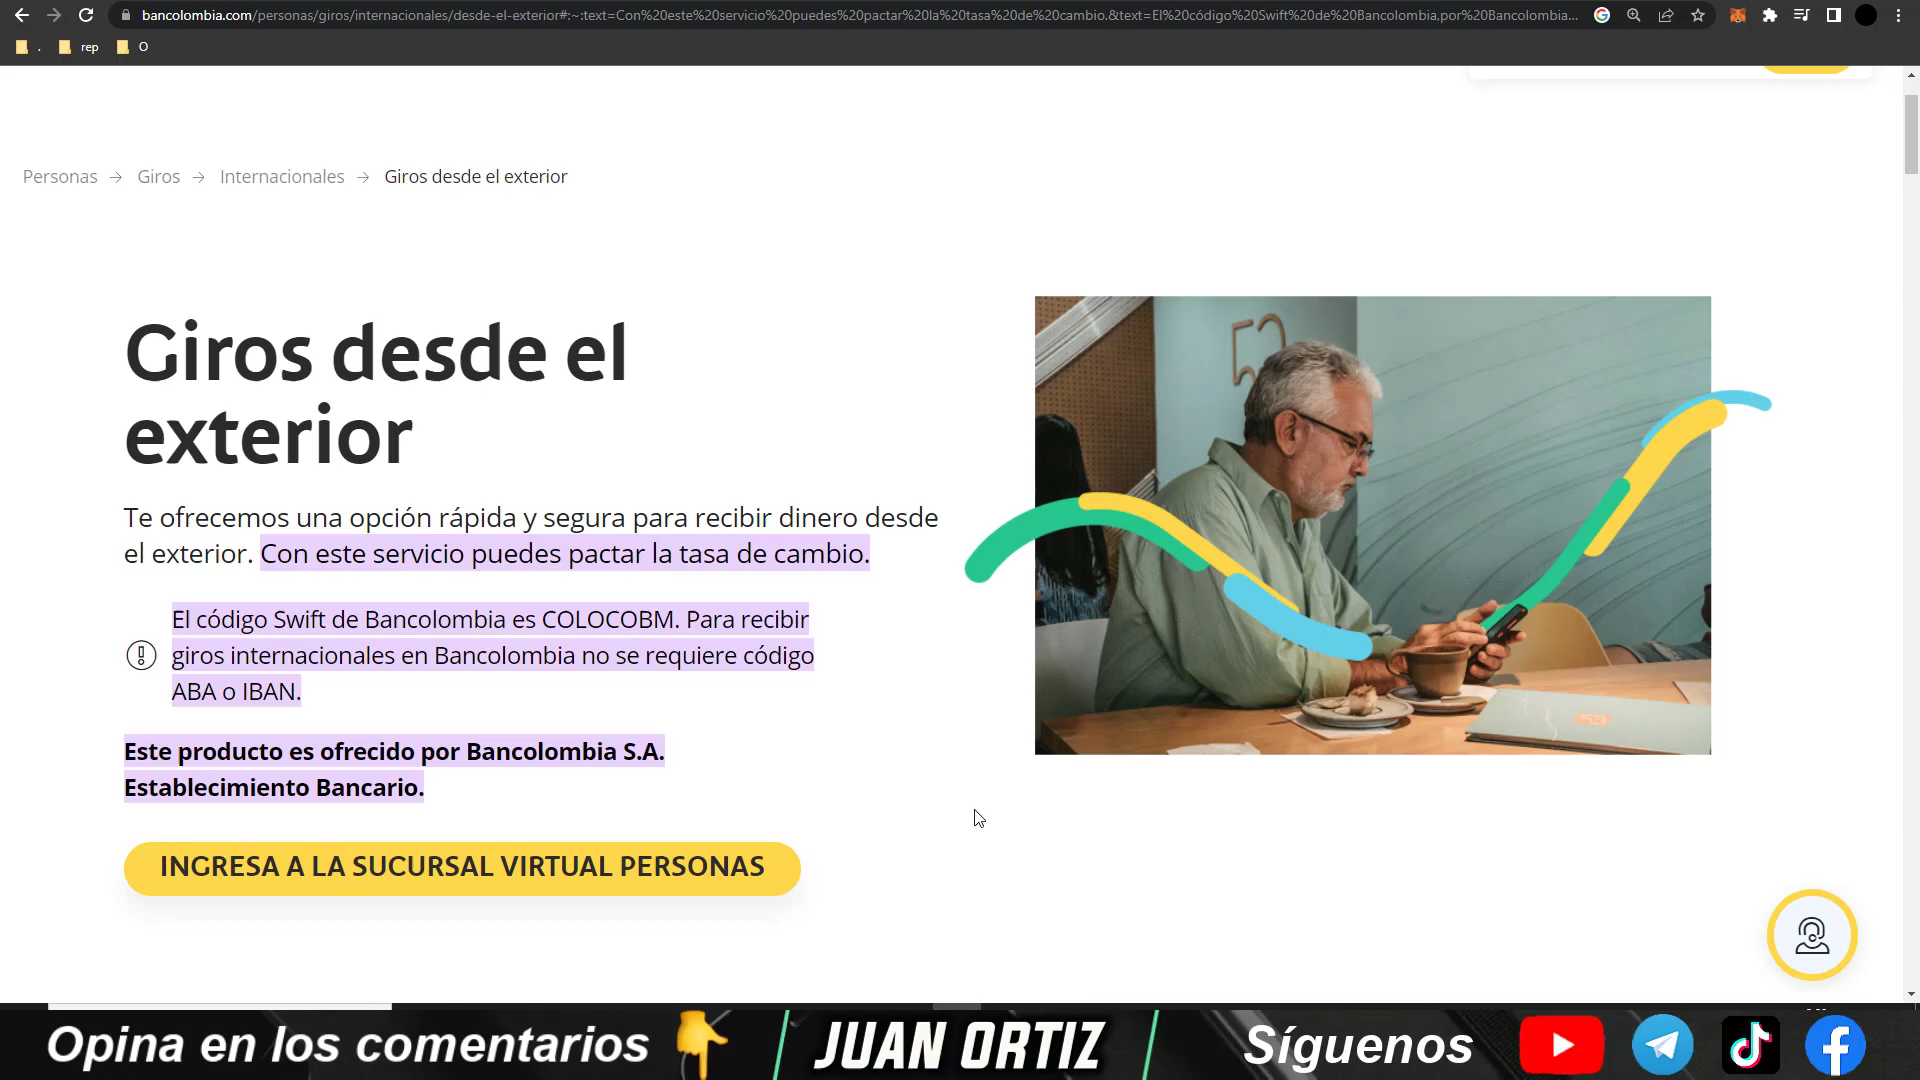 bancolombia.com/personas/giros/internacionales/desde-el-exterior#:~:text=Con%20este%20servicio%20puedes%20pactar%20la%20tasa%20de%20cambio.&text=El%20código%20Swift%20de%20Bancolombia,por%20Bancolombia...
. rep O
Personas → Giros → Internacionales → Giros desde el exterior
Giros desde el
exterior
Te ofrecemos una opción rápida y segura para recibir dinero desde
el exterior. Con este servicio puedes pactar la tasa de cambio.
El código Swift de Bancolombia es COLOCOBM. Para recibir
giros internacionales en Bancolombia no se requiere código
ABA o IBAN.
Este producto es ofrecido por Bancolombia S.A.
Establecimiento Bancario.
INGRESA A LA SUCURSAL VIRTUAL PERSONAS
53
Opina en los comentarios JUAN ORTIZ Síguenos